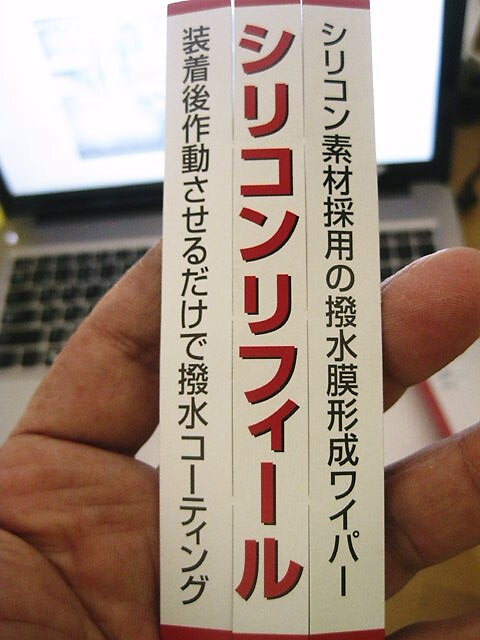 シリコン素材採用の撥水膜形成ワイパー
シリコンリフィール
装着後作動させるだけで撥水コーティング